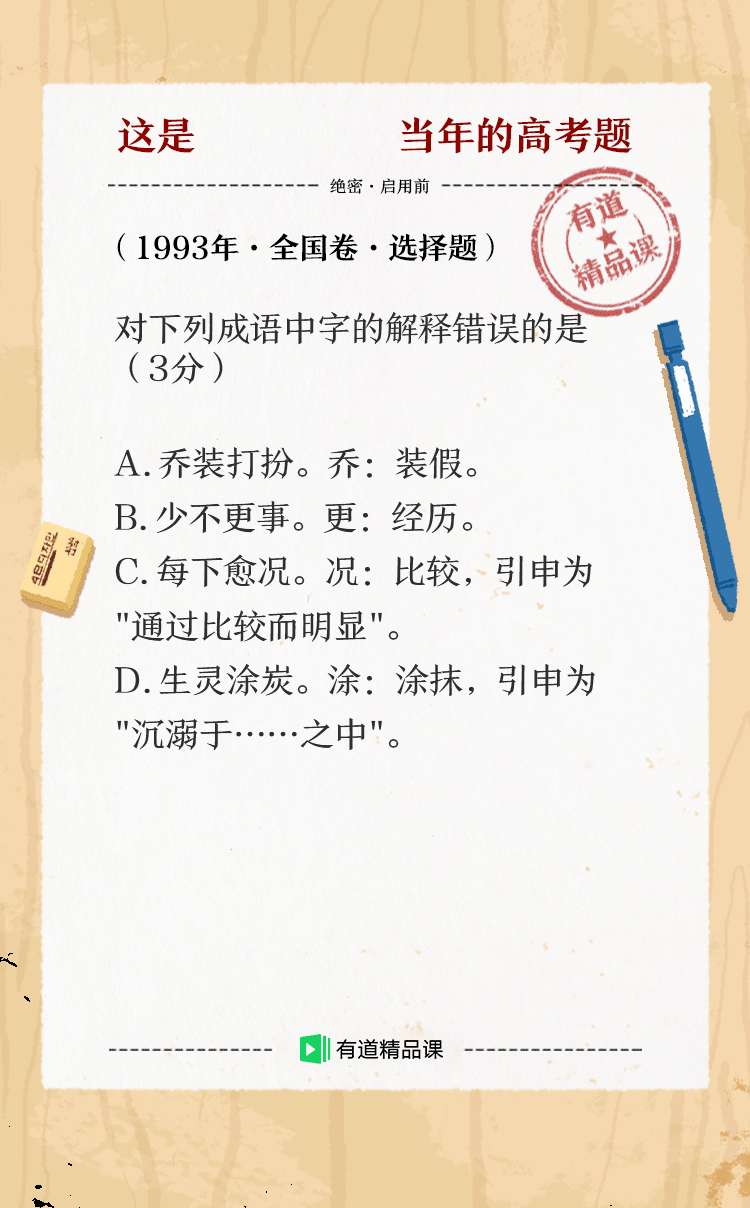 这是 当年的高考题
绝密·启用前
有道
精品课
（1993年·全国卷·选择题）
对下列成语中字的解释错误的是
（3分）
A. 乔装打扮。乔：装假。
B. 少不更事。更：经历。
C. 每下愈况。况：比较，引申为
"通过比较而明显"。
D. 生灵涂炭。涂：涂抹，引申为
"沉溺于……之中"。
有道精品课